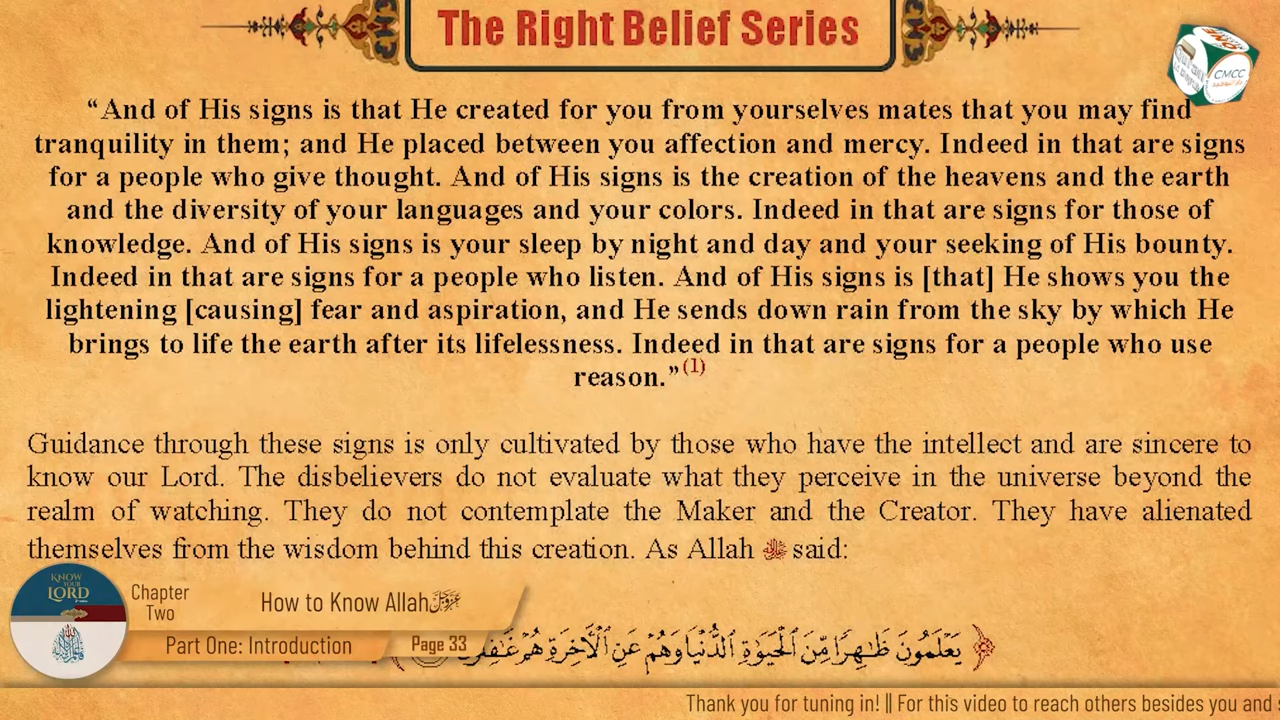 The Right Belief Series
CMCC
“And of His signs is that He created for you from yourselves mates that you may find
tranquility in them; and He placed between you affection and mercy. Indeed in that are signs
for a people who give thought. And of His signs is the creation of the heavens and the earth
and the diversity of your languages and your colors. Indeed in that are signs for those of
knowledge. And of His signs is your sleep by night and day and your seeking of His bounty.
Indeed in that are signs for a people who listen. And of His signs is [that] He shows you the
lightening [causing] fear and aspiration, and He sends down rain from the sky by which He
brings to life the earth after its lifelessness. Indeed in that are signs for a people who use
reason.”(1)
Guidance through these signs is only cultivated by those who have the intellect and are sincere to
know our Lord. The disbelievers do not evaluate what they perceive in the universe beyond the
realm of watching. They do not contemplate the Maker and the Creator. They have alienated
themselves from the wisdom behind this creation. As Allah ﷻ said:
يَعْلَمُونَ ظَـٰهِرًا مِّنَ ٱلْحَيَوٰةِ ٱلدُّنْيَا وَهُمْ عَنِ ٱلْـَٔاخِرَةِ هُمْ غَـٰفِلُونَ
KNOW
YOUR
LORD
Chapter
Two
How to Know Allah عَزَّوَجَلَّ
Part One: Introduction
Page 33
Thank you for tuning in! || For this video to reach others besides you and